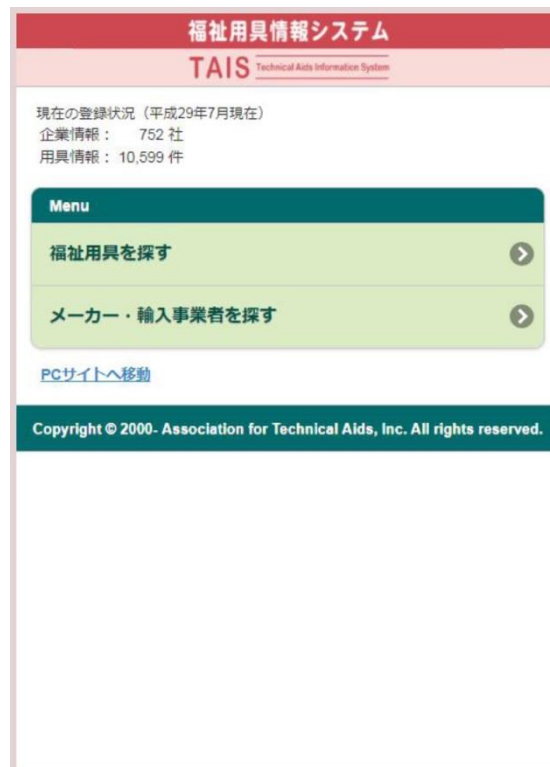 福祉用具情報システム
TAIS Technical Aids Information System
現在の登録状況（平成29年7月現在）
企業情報： 752 社
用具情報： 10,599 件
Menu
福祉用具を探す
メーカー・輸入事業者を探す
PCサイトへ移動
Copyright © 2000- Association for Technical Aids, Inc. All rights reserved.